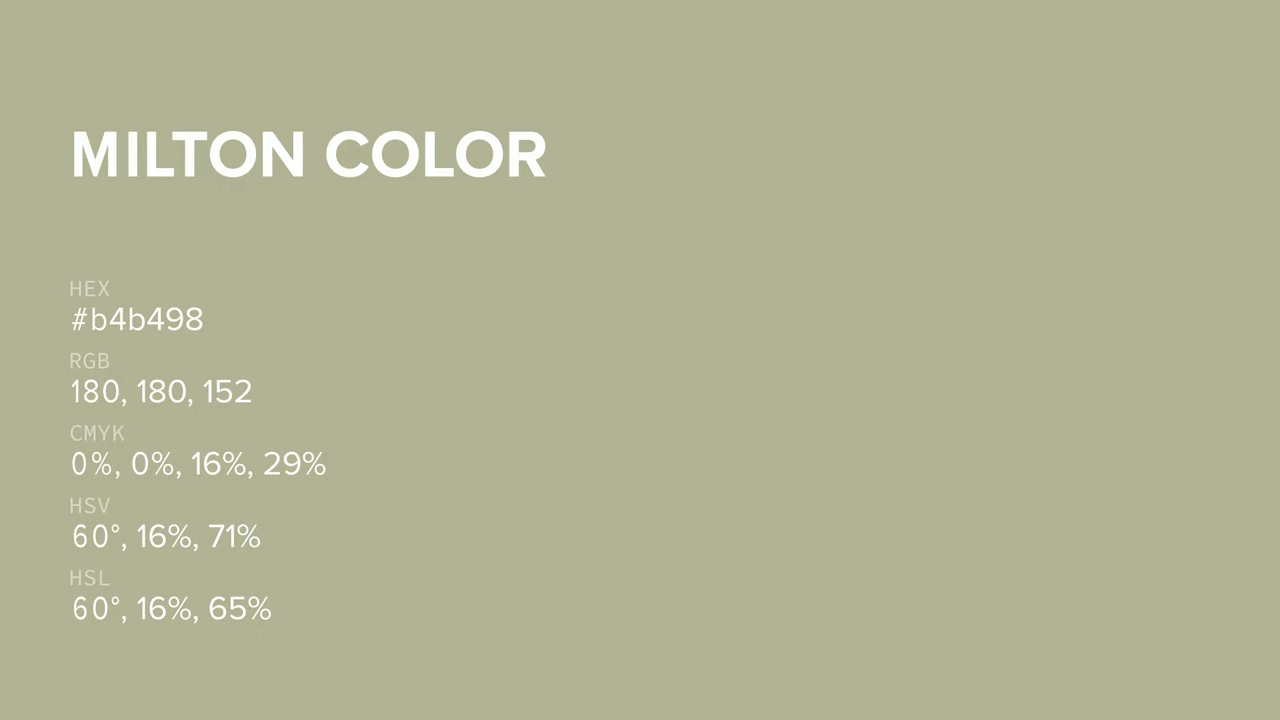 MILTON COLOR
HEX
#b4b498
RGB
180, 180, 152
CMYK
0%, 0%, 16%, 29%
HSV
60°, 16%, 71%
HSL
60°, 16%, 65%